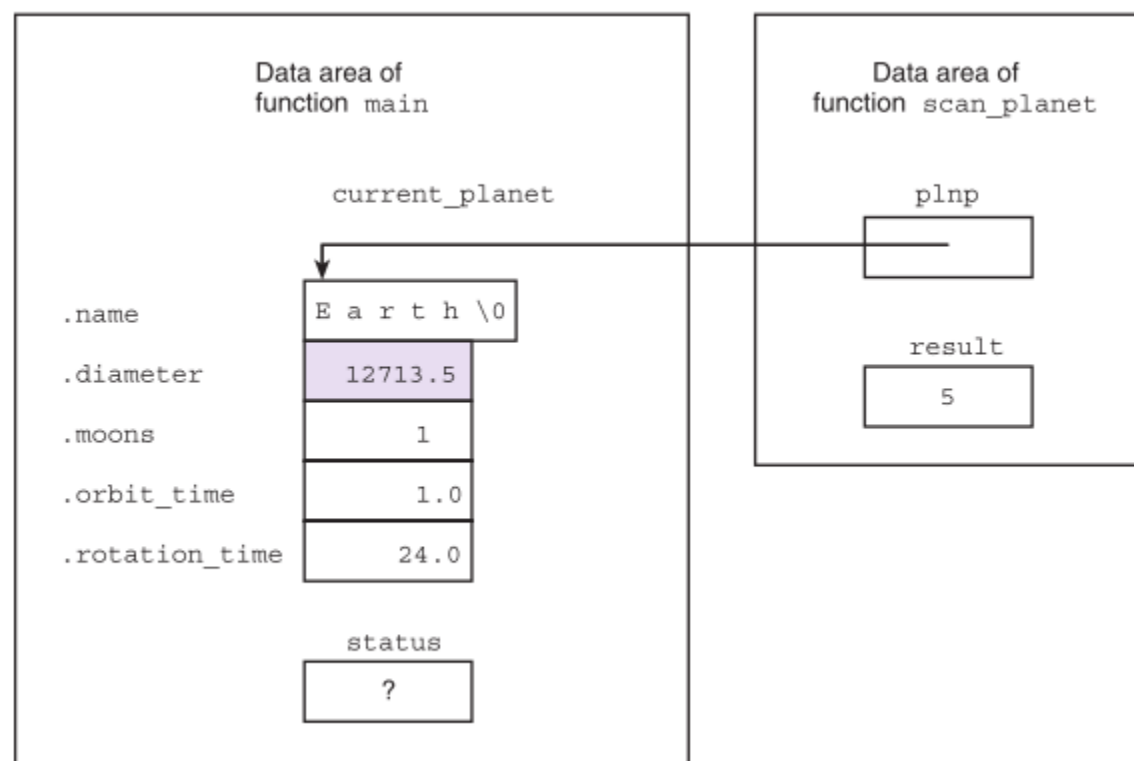 Data area of
function main
current_planet
.name
E a r t h \0
.diameter
12713.5
.moons
1
.orbit_time
1.0
.rotation_time
24.0
status
?
Data area of
function scan_planet
plnp
result
5